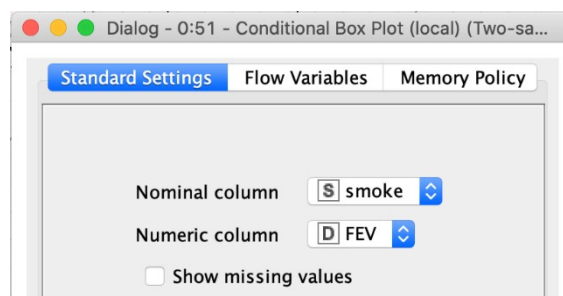 Dialog - 0:51 - Conditional Box Plot (local) (Two-sa...
Standard Settings Flow Variables Memory Policy
Nominal column S smoke
Numeric column D FEV
Show missing values